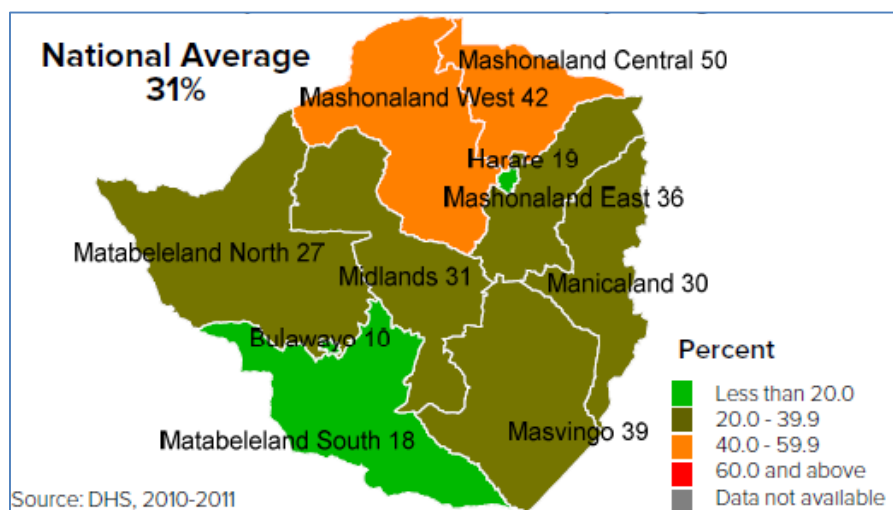 National Average
31%
Mashonaland Central 50
Mashonaland West 42
Harare 19
Mashonaland East 36
Matabeleland North 27
Midlands 31
Manicaland 30
Bulawayo 10
Matabeleland South 18
Masvingo 39
Percent
Less than 20.0
20.0 - 39.9
40.0 - 59.9
60.0 and above
Data not available
Source: DHS, 2010-2011